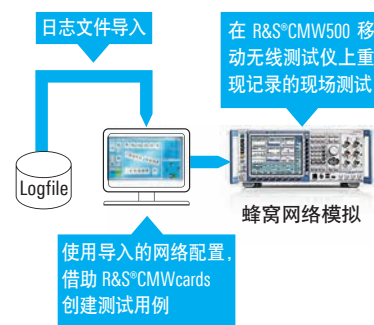 日志文件导入
在 R&S®CMW500 移
动无线测试仪上重
现记录的现场测试
Logfile
蜂窝网络模拟
使用导入的网络配置，
借助 R&S®CMWcards
创建测试用例